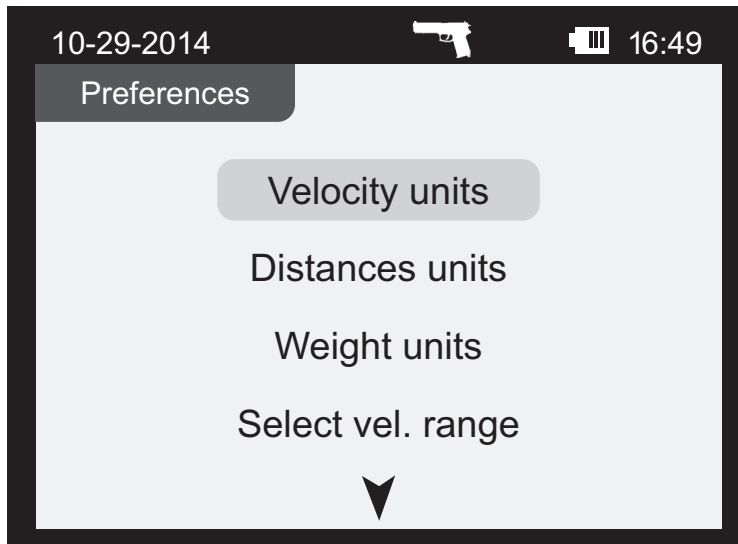 10-29-2014 16:49
Preferences
Velocity units
Distances units
Weight units
Select vel. range